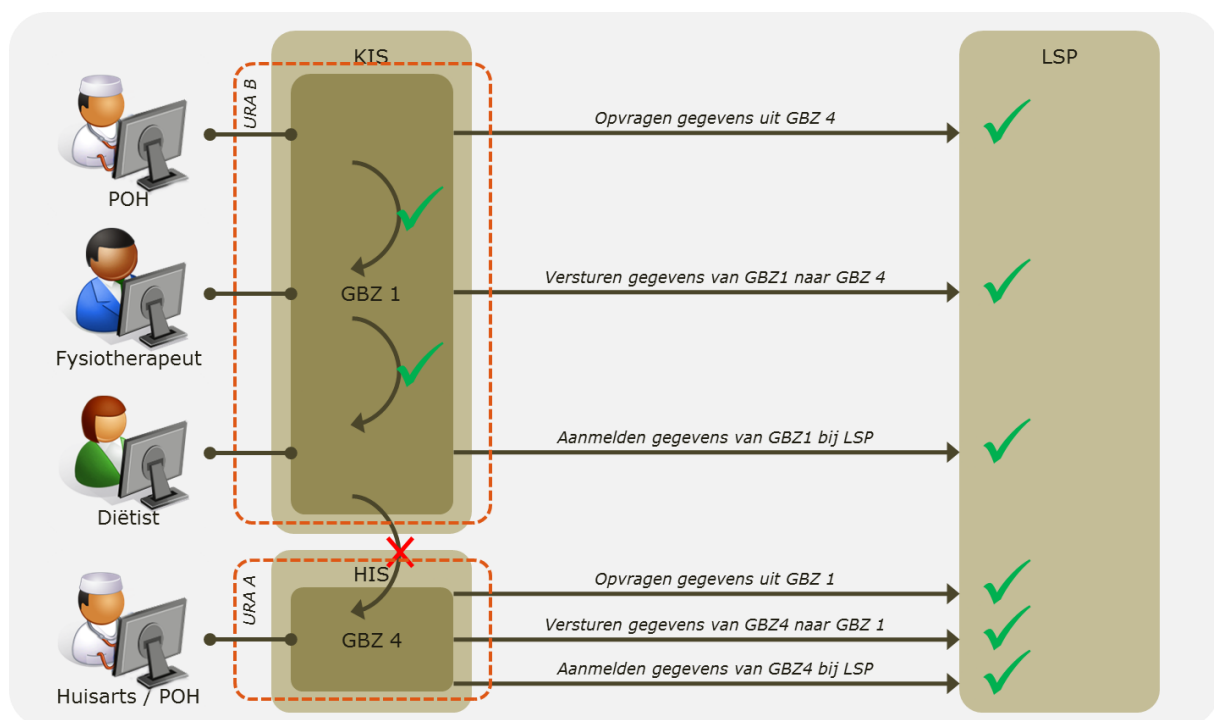 KIS
LSP
URA B
Opvragen gegevens uit GBZ 4
POH
Versturen gegevens van GBZ1 naar GBZ 4
GBZ 1
Fysiotherapeut
Aanmelden gegevens van GBZ1 bij LSP
Diëtist
HIS
URA A
Opvragen gegevens uit GBZ 1
Versturen gegevens van GBZ4 naar GBZ 1
GBZ 4
Aanmelden gegevens van GBZ4 bij LSP
Huisarts / POH